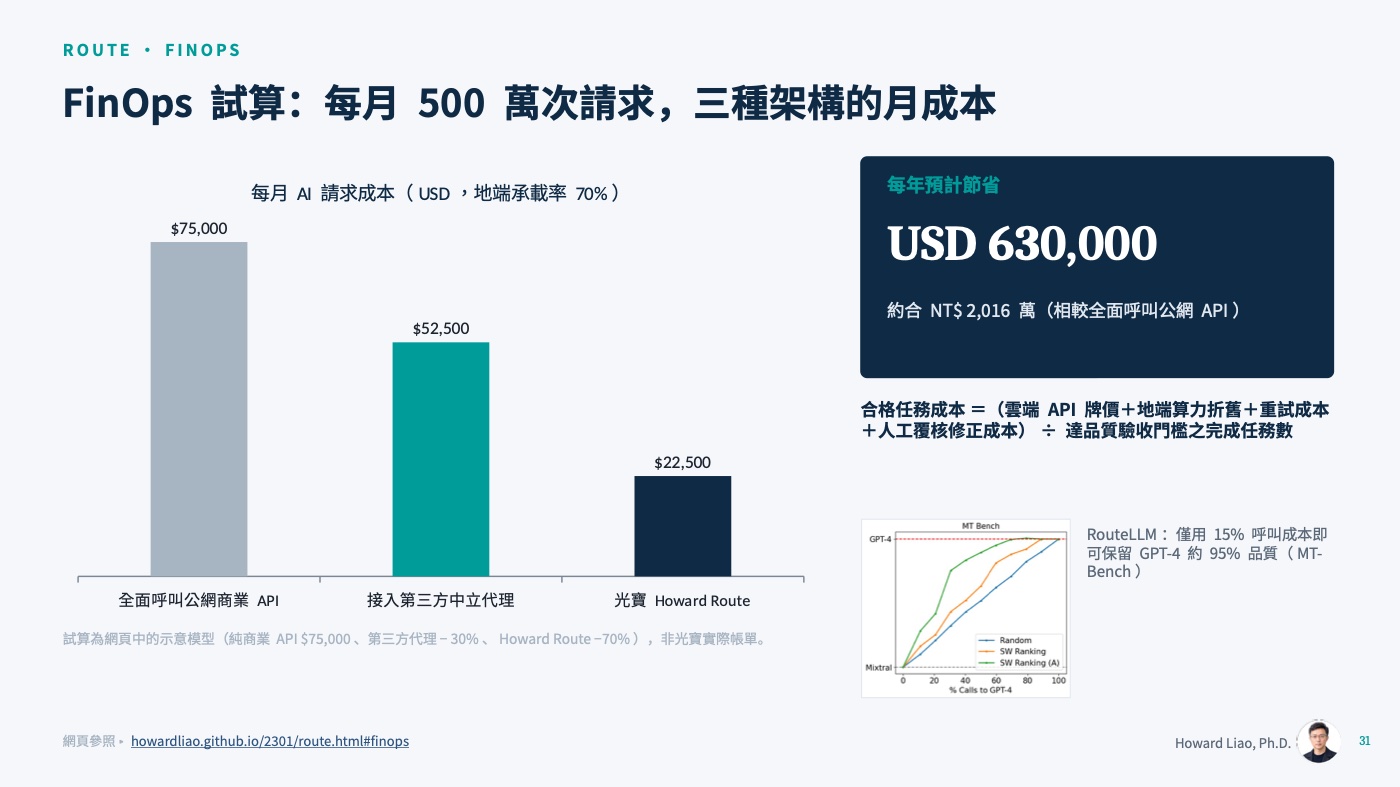 ROUTE · FINOPS
FinOps 試算：每月 500 萬次請求，三種架構的月成本
每月 AI 請求成本（USD，地端承載率 70%）
$75,000
$52,500
$22,500
全面呼叫公網商業 API
接入第三方中立代理
光寶 Howard Route
試算為網頁中的示意模型（純商業 API $75,000、第三方代理 −30%、Howard Route −70%），非光寶實際帳單。
每年預計節省
USD 630,000
約合 NT$ 2,016 萬（相較全面呼叫公網 API）
合格任務成本＝（雲端 API 牌價＋地端算力折舊＋重試成本
＋人工覆核修正成本） ÷ 達品質驗收門檻之完成任務數
MT Bench
GPT-4
Mixtral
Random
SW Ranking
SW Ranking (A)
0 20 40 60 80 100
% Calls to GPT-4
RouteLLM：僅用 15% 呼叫成本即
可保留 GPT-4 約 95% 品質（MT-
Bench）
網頁參照 ▸ howardliao.github.io/2301/route.html#finops
Howard Liao, Ph.D.
31